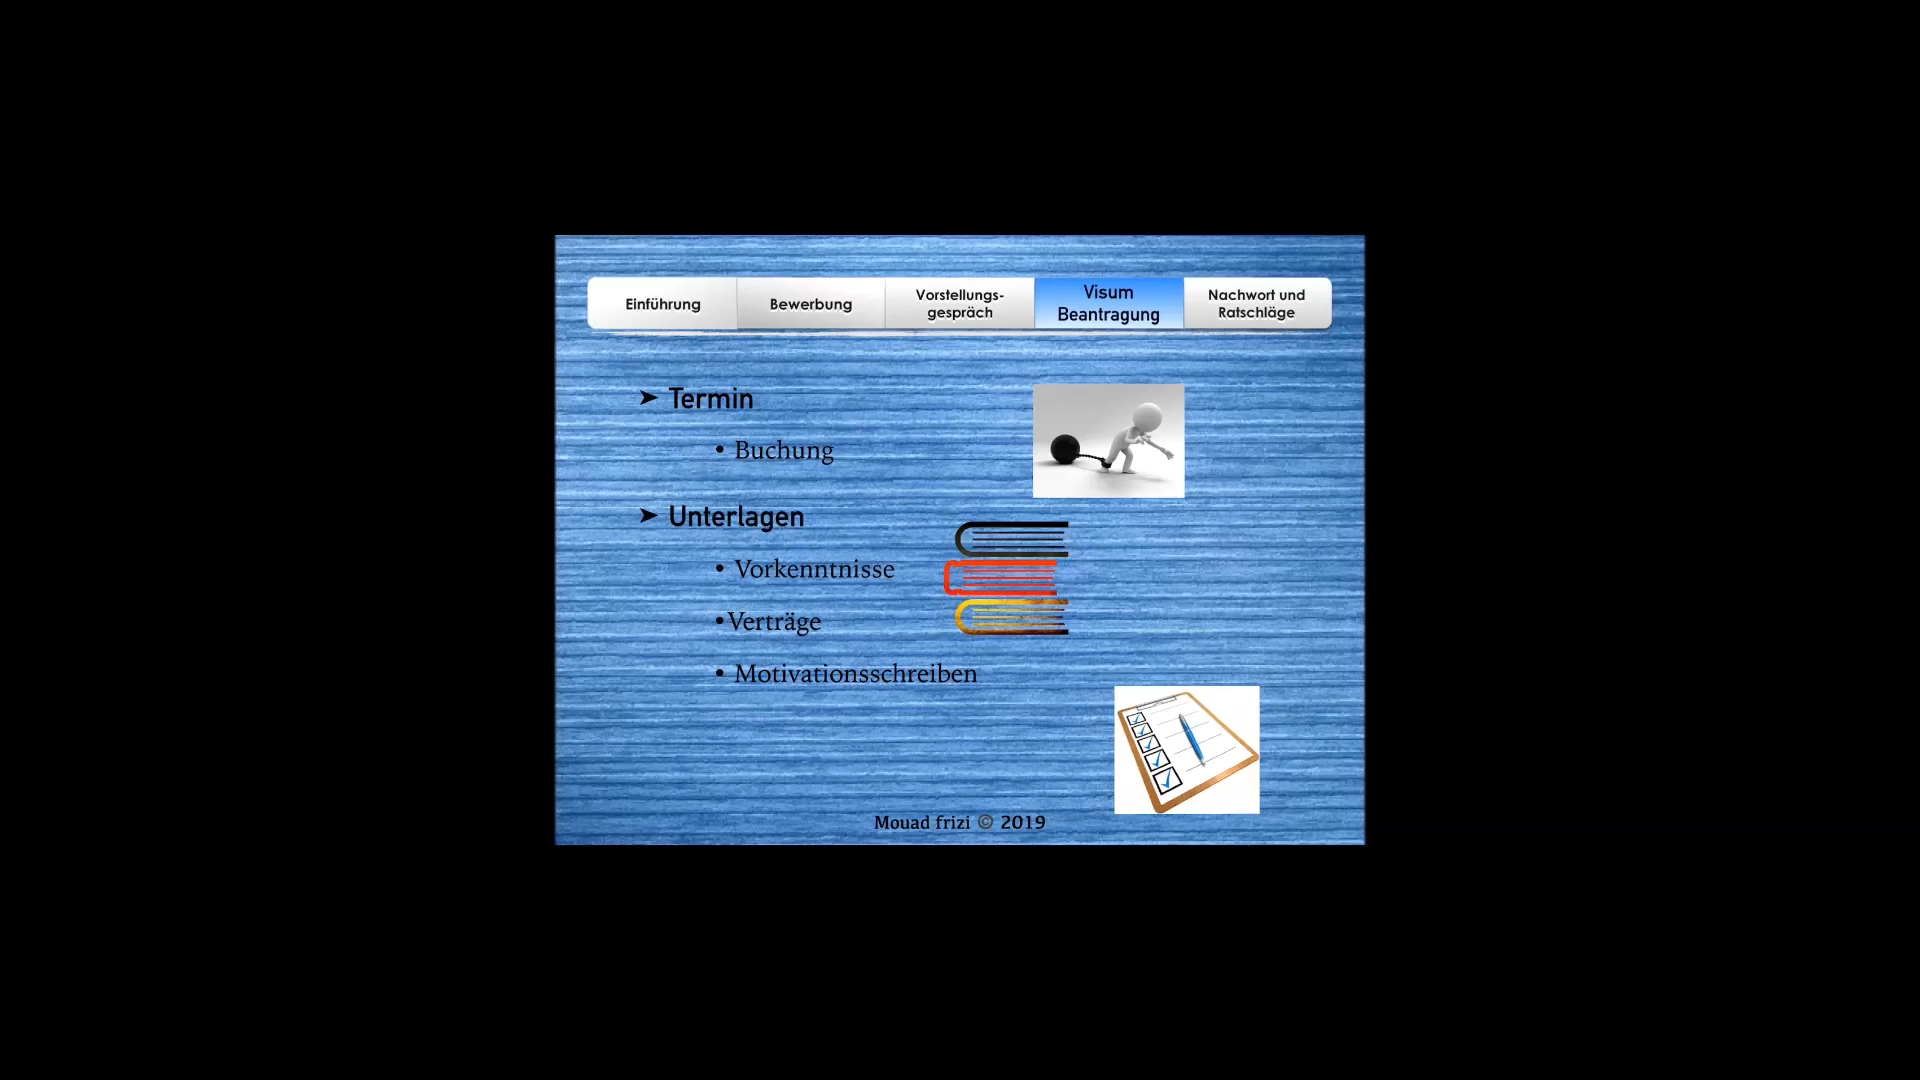 Einführung
Bewerbung
Vorstellungs-
gespräch
Visum
Beantragung
Nachwort und
Ratschläge
➤ Termin
• Buchung
➤ Unterlagen
• Vorkenntnisse
•Verträge
• Motivationsschreiben
Mouad frizi © 2019